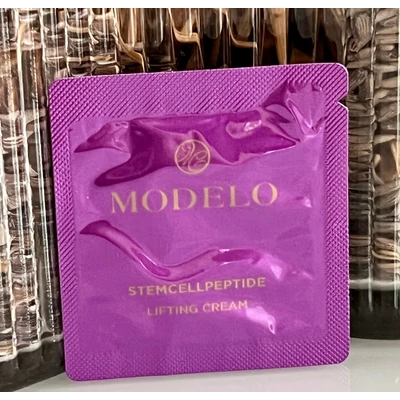 MODELO
STEMCELLPEPTIDE
LIFTING CREAM